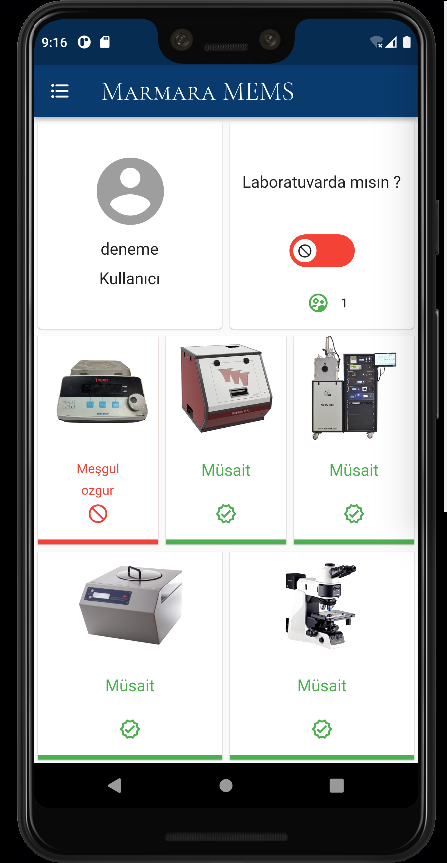 9:16
MARMARA MEMS
deneme
Kullanıcı
Laboratuvarda mısın ?
1
Meşgul
ozgur
Müsait
Müsait
Müsait
Müsait